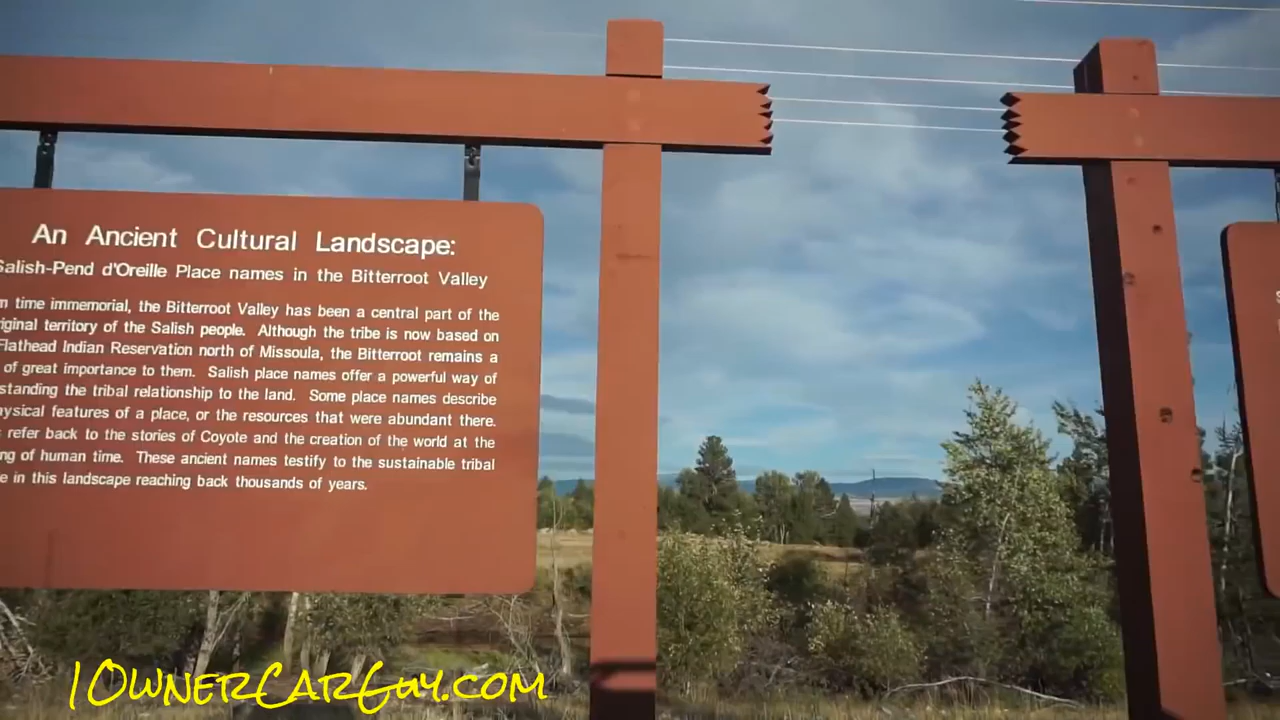 An Ancient Cultural Landscape:
Salish-Pend d'Oreille Place names in the Bitterroot Valley
time immemorial, the Bitterroot Valley has been a central part of the
territory of the Salish people. Although the tribe is now based on
Flathead Indian Reservation north of Missoula, the Bitterroot remains a
of great importance to them. Salish place names offer a powerful way of
standing the tribal relationship to the land. Some place names describe
features of a place, or the resources that were abundant there.
refer back to the stories of Coyote and the creation of the world at the
of human time. These ancient names testify to the sustainable tribal
in this landscape reaching back thousands of years.
1OwnerCarGuy.com